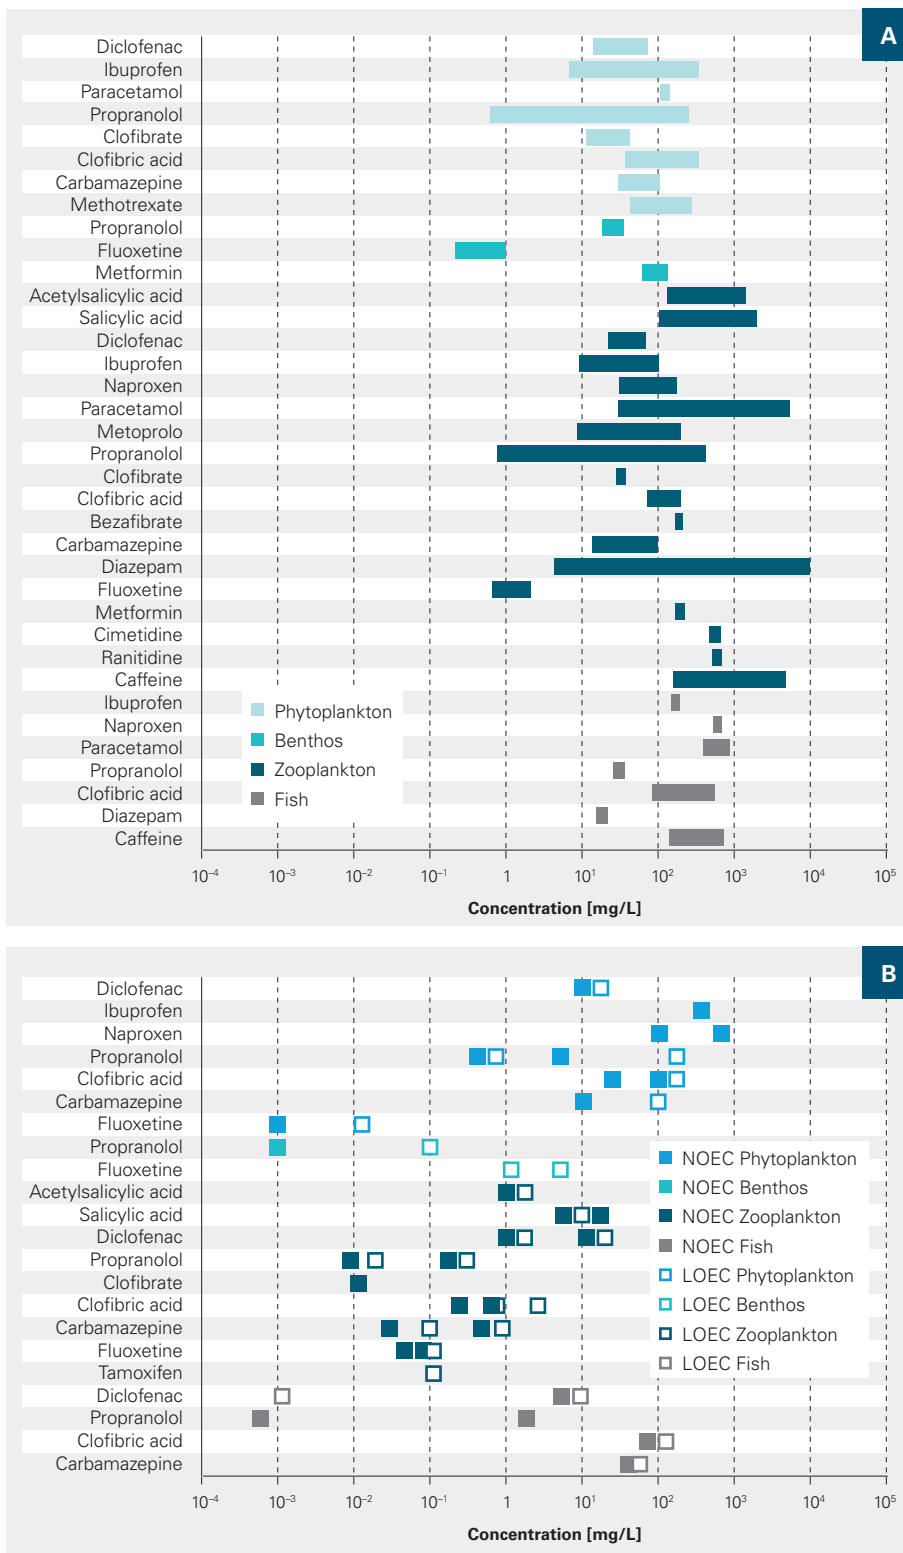 A
Diclofenac
Ibuprofen
Paracetamol
Propranolol
Clofibrate
Clofibric acid
Carbamazepine
Methotrexate
Propranolol
Fluoxetine
Metformin
Acetylsalicylic acid
Salicylic acid
Diclofenac
Ibuprofen
Naproxen
Paracetamol
Metoprolo
Propranolol
Clofibrate
Clofibric acid
Bezafibrate
Carbamazepine
Diazepam
Fluoxetine
Metformin
Cimetidine
Ranitidine
Caffeine
Ibuprofen
Naproxen
Paracetamol
Propranolol
Clofibric acid
Diazepam
Caffeine
Phytoplankton
Benthos
Zooplankton
Fish
10⁻⁴ 10⁻³ 10⁻² 10⁻¹ 1 10¹ 10² 10³ 10⁴ 10⁵
Concentration [mg/L]
B
Diclofenac
Ibuprofen
Naproxen
Propranolol
Clofibric acid
Carbamazepine
Fluoxetine
Propranolol
Fluoxetine
Acetylsalicylic acid
Salicylic acid
Diclofenac
Propranolol
Clofibrate
Clofibric acid
Carbamazepine
Fluoxetine
Tamoxifen
Diclofenac
Propranolol
Clofibric acid
Carbamazepine
NOEC Phytoplankton
NOEC Benthos
NOEC Zooplankton
NOEC Fish
LOEC Phytoplankton
LOEC Benthos
LOEC Zooplankton
LOEC Fish
10⁻⁴ 10⁻³ 10⁻² 10⁻¹ 1 10¹ 10² 10³ 10⁴ 10⁵
Concentration [mg/L]